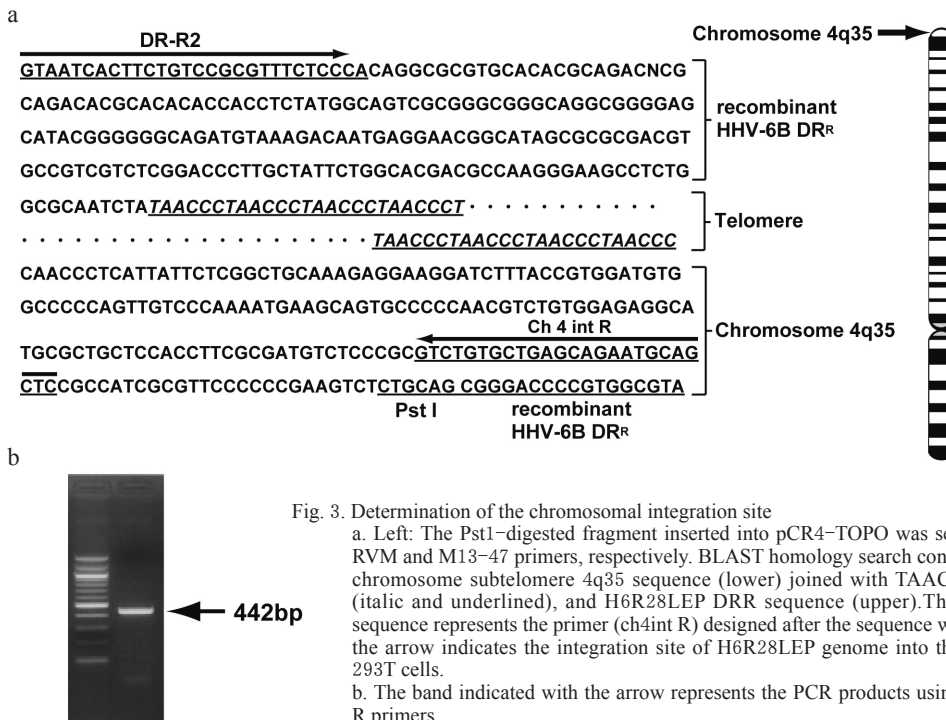 a
DR-R2
Chromosome 4q35
GTAATCACTTCTGTCCGCGTTTCTCCCACAGGCGCGTGCACACGCAGACNCG
CAGACACGCACACACCACCTCTATGGCAGTCGCGGGCGGGCAGGCGGGGAG
CATACGGGGGGCAGATGTAAAGACAATGAGGAACGGCATAGCGCGCGACGT
GCCGTCGTCTCGGACCCTTGCTATTCTGGCACGACGCCAAGGGAAGCCTCTG
recombinant
HHV-6B DRR
GCGCAATCTATAACCCTAACCCTAACCCTAACCCT . . . . . . . . . . . .
. . . . . . . . . . . . . . . . . . . . . . TAACCCTAACCCTAACCCTAACCC
Telomere
CAACCCTCATTATTCTCGGCTGCAAAGAGGAAGGATCTTTACCGTGGATGTG
GCCCCCAGTTGTCCCAAAATGAAGCAGTGCCCCCAACGTCTGTGGAGAGGCA
Ch 4 int R
TGCGCTGCTCCACCTTCGCGATGTCTCCCGCGTCTGTGCTGAGCAGAATGCAG
CTCCGCCATCGCGTTCCCCCCGAAGTCTCTGCAG CGGGACCCCGTGGCGTA
Chromosome 4q35
Pst I recombinant
HHV-6B DRR
b
442bp
Fig. 3. Determination of the chromosomal integration site
a. Left: The Pst1-digested fragment inserted into pCR4-TOPO was se
RVM and M13-47 primers, respectively. BLAST homology search con
chromosome subtelomere 4q35 sequence (lower) joined with TAAC
(italic and underlined), and H6R28LEP DRR sequence (upper).Th
sequence represents the primer (ch4int R) designed after the sequence w
the arrow indicates the integration site of H6R28LEP genome into th
293T cells.
b. The band indicated with the arrow represents the PCR products usin
R primers.